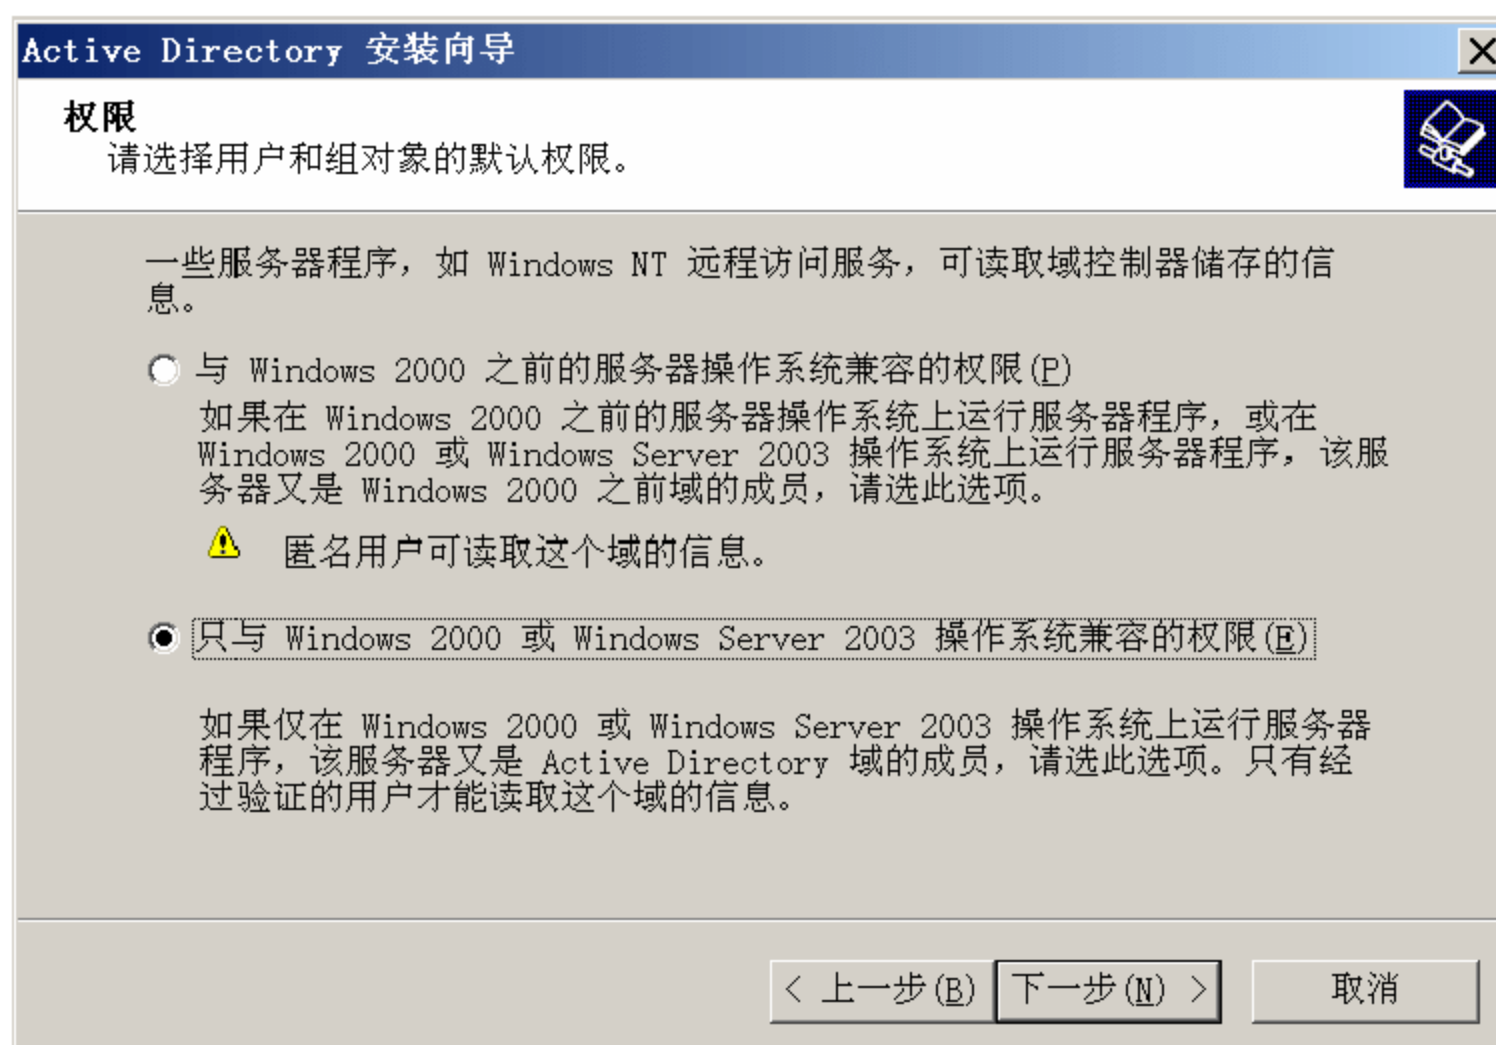 Active Directory 安装向导
权限
请选择用户和组对象的默认权限。
一些服务器程序，如 Windows NT 远程访问服务，可读取域控制器储存的信
息。
与 Windows 2000 之前的服务器操作系统兼容的权限(P)
如果在 Windows 2000 之前的服务器操作系统上运行服务器程序，或在
Windows 2000 或 Windows Server 2003 操作系统上运行服务器程序，该服
务器又是 Windows 2000 之前域的成员，请选此选项。
匿名用户可读取这个域的信息。
只与 Windows 2000 或 Windows Server 2003 操作系统兼容的权限(E)
如果仅在 Windows 2000 或 Windows Server 2003 操作系统上运行服务器
程序，该服务器又是 Active Directory 域的成员，请选此选项。只有经
过验证的用户才能读取这个域的信息。
< 上一步(B) 下一步(N) > 取消